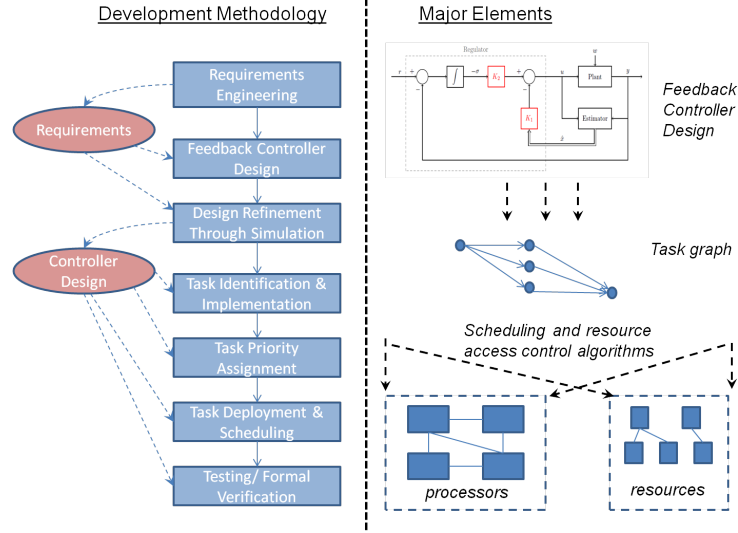 Development Methodology
Requirements
Engineering
Requirements
Feedback Controller
Design
Design Refinement
Through Simulation
Controller
Design
Task Identification &
Implementation
Task Priority
Assignment
Task Deployment &
Scheduling
Testing/ Formal
Verification
Major Elements
Regulator
w
r
+
−
∫
−σ
K₂
+
−
u
Plant
y
K₁
Estimator
x̂
Feedback
Controller
Design
Task graph
Scheduling and resource
access control algorithms
processors
resources